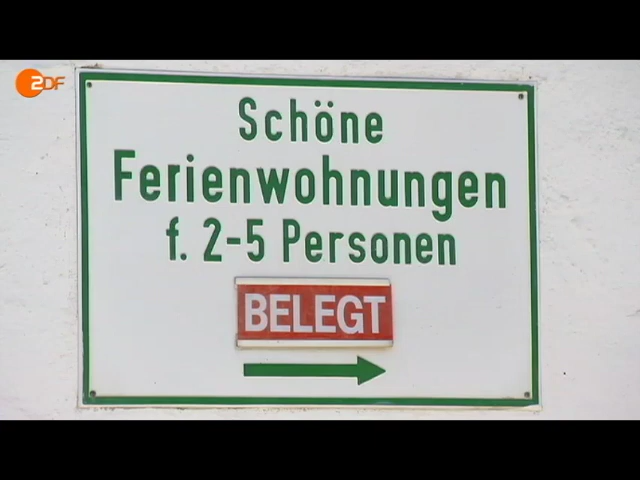 ZDF
Schöne
Ferienwohnungen
f. 2-5 Personen
BELEGT